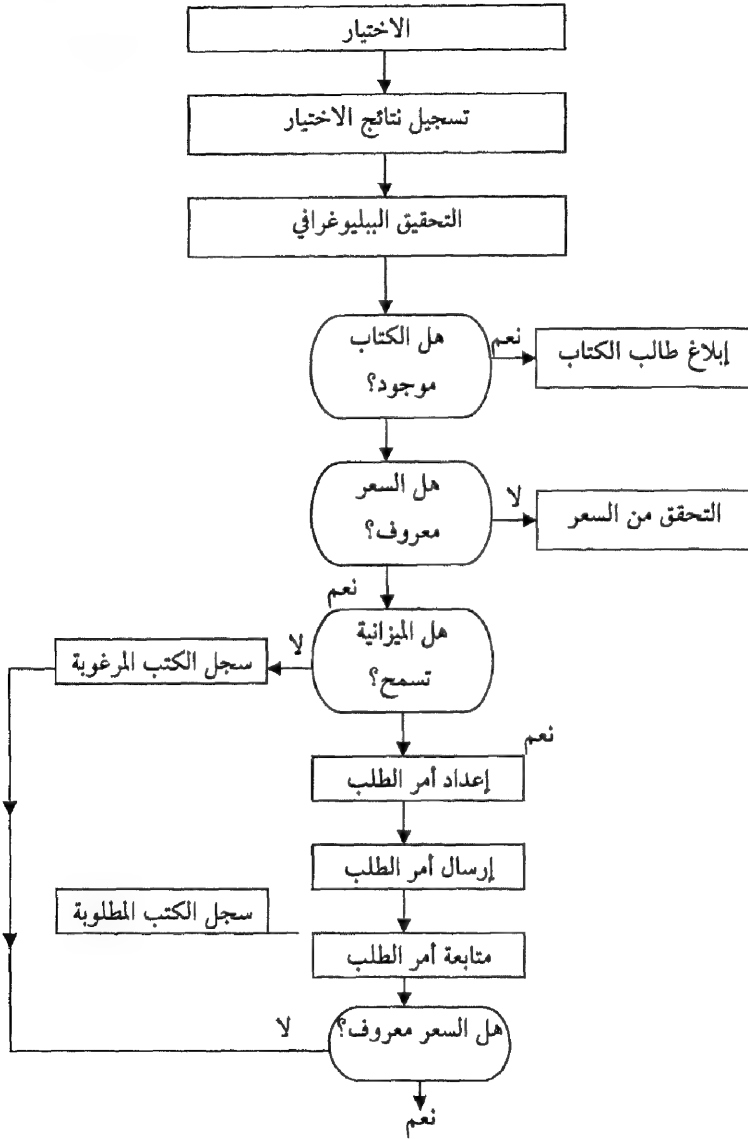 الاختيار
تسجيل نتائج الاختيار
التحقيق الببليوغرافي
هل الكتاب
موجود؟
نعم
إبلاغ طالب الكتاب
هل السعر
معروف؟
لا
التحقق من السعر
نعم
هل الميزانية
تسمح؟
لا
سجل الكتب المرغوبة
نعم
إعداد أمر الطلب
إرسال أمر الطلب
سجل الكتب المطلوبة
متابعة أمر الطلب
هل السعر معروف؟
لا
نعم